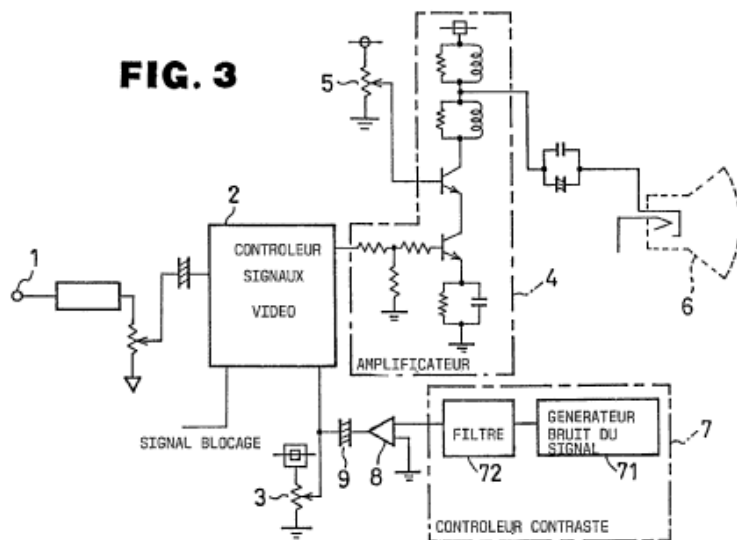 FIG. 3
5
2
CONTROLEUR
SIGNAUX
VIDÉO
1
4
6
AMPLIFICATEUR
SIGNAL BLOCAGE
3
9
8
FILTRE
72
GENERATEUR
BRUIT DU
SIGNAL
71
7
CONTROLEUR CONTRASTE